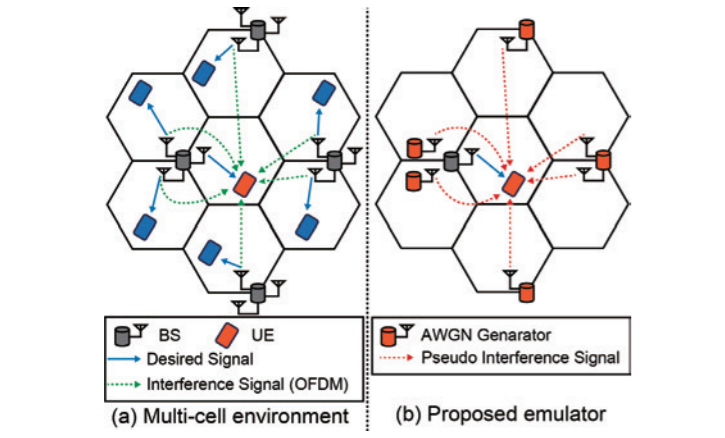 BS
UE
Desired Signal
Interference Signal (OFDM)
(a) Multi-cell environment
AWGN Genarator
Pseudo Interference Signal
(b) Proposed emulator